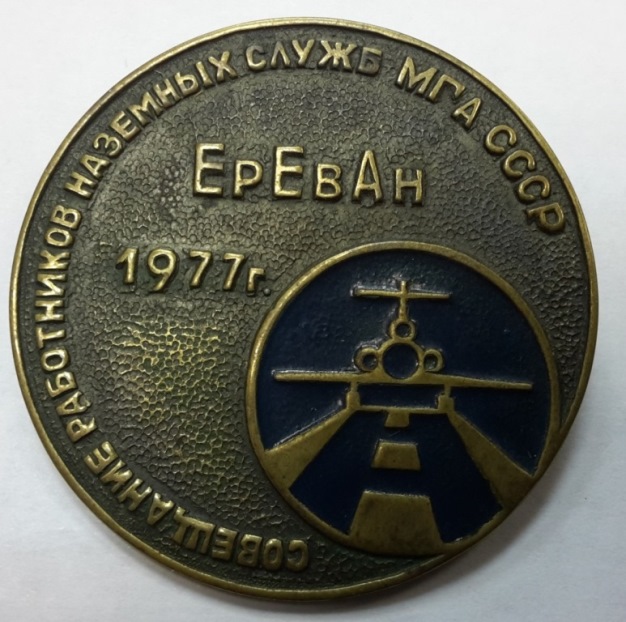 СОВЕЩАНИЕ РАБОТНИКОВ НАЗЕМНЫХ СЛУЖБ МГА СССР
ЕРЕВАН
1977г.